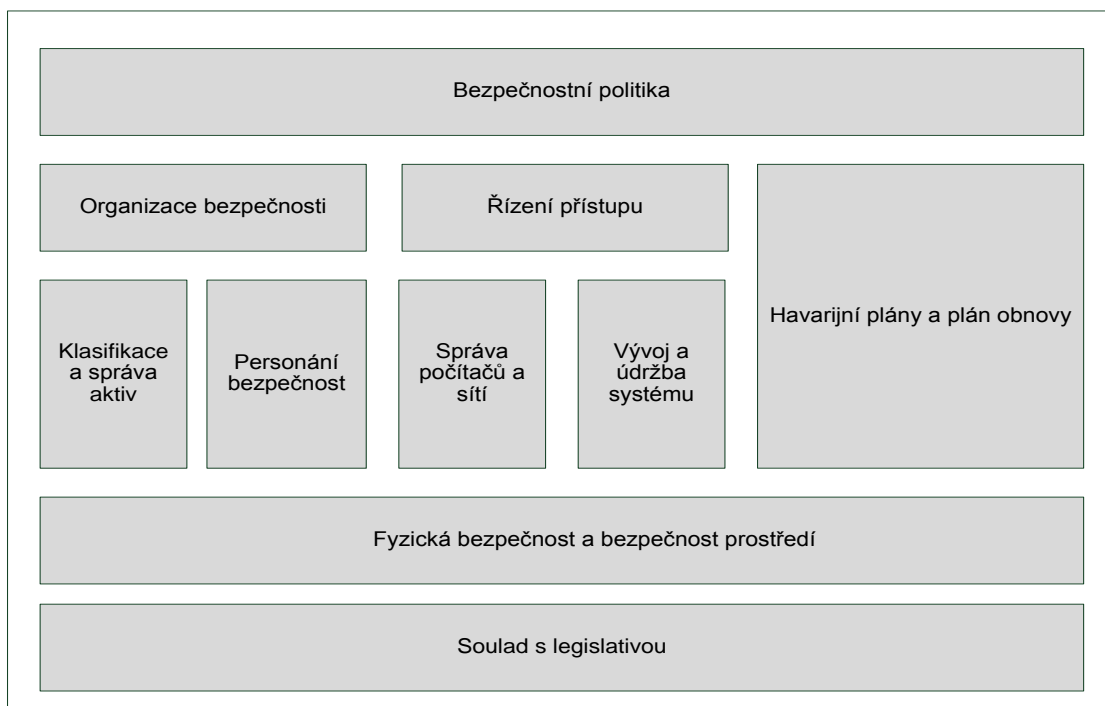 Bezpečnostní politika
Organizace bezpečnosti
Řízení přístupu
Havarijní plány a plán obnovy
Klasifikace
a správa
aktiv
Personání
bezpečnost
Správa
počítačů a
sítí
Vývoj a
údržba
systému
Fyzická bezpečnost a bezpečnost prostředí
Soulad s legislativou